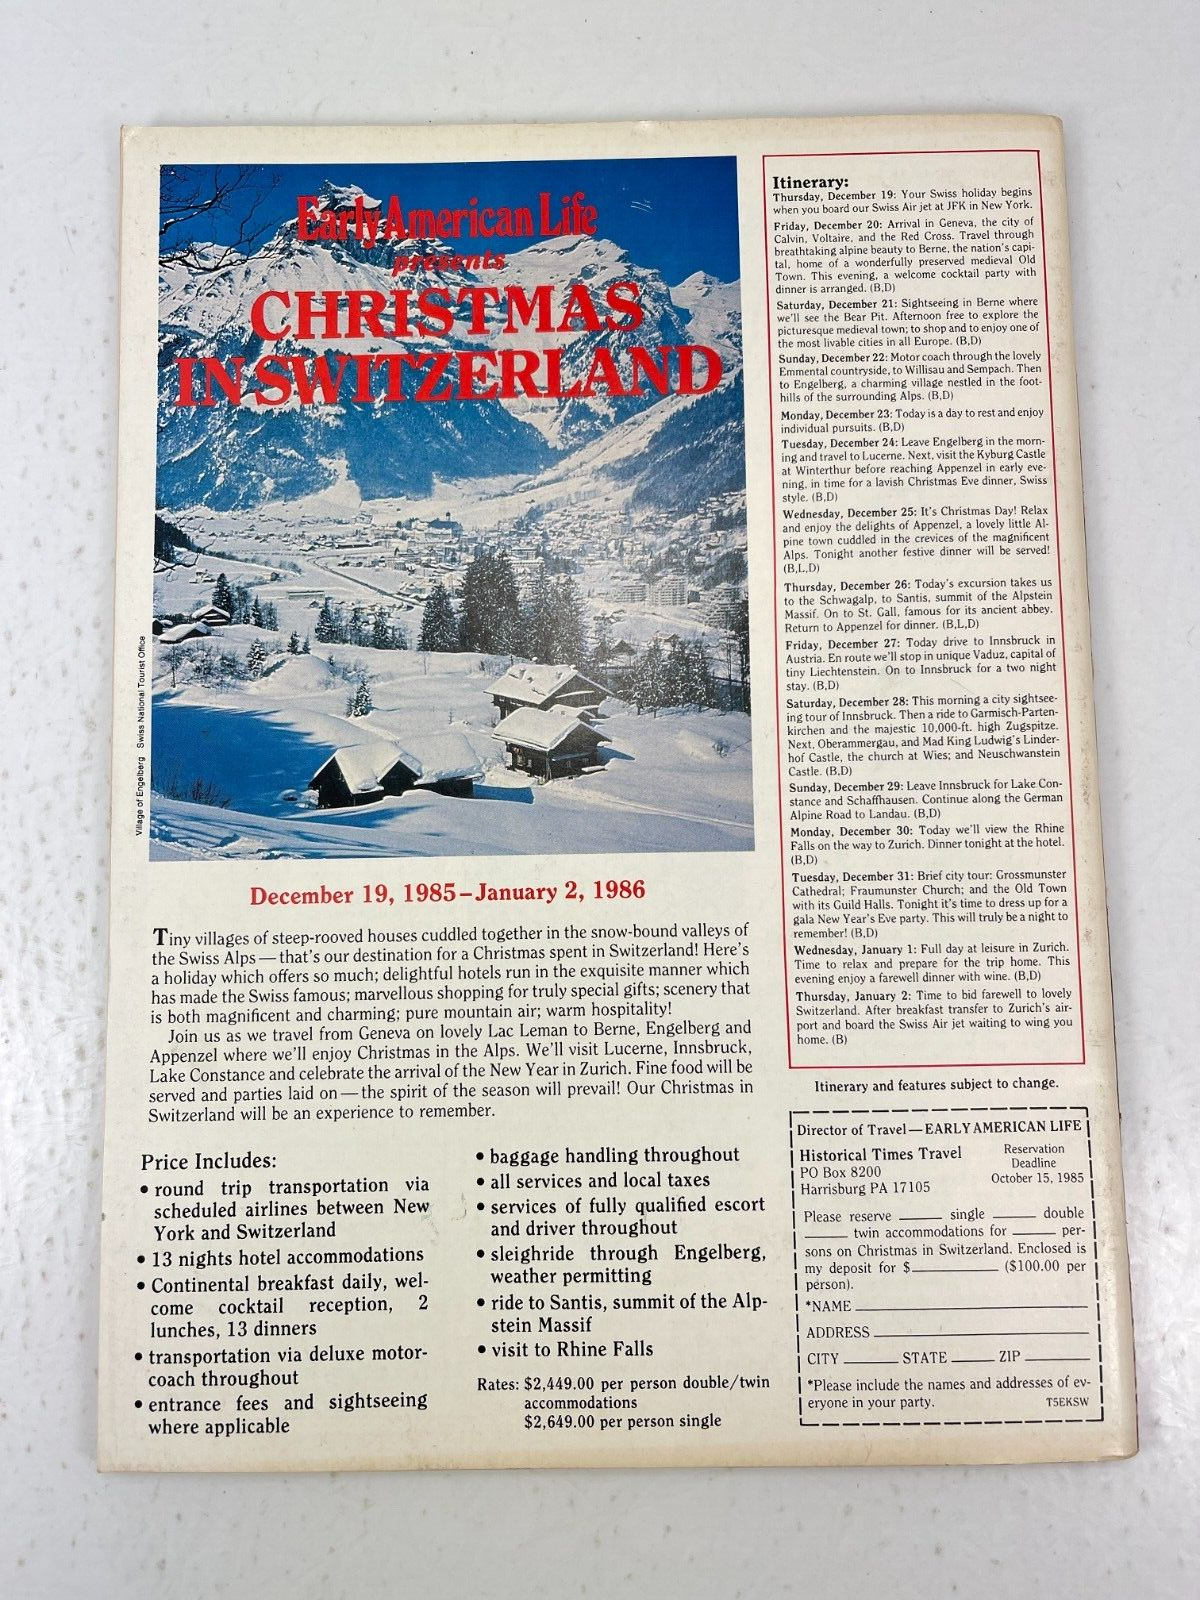 Early American Life
presents
CHRISTMAS
IN SWITZERLAND
Village of Engelberg Swiss National Tourist Office
December 19, 1985–January 2, 1986
Tiny villages of steep-rooved houses cuddled together in the snow-bound valleys of
the Swiss Alps—that's our destination for a Christmas spent in Switzerland! Here's
a holiday which offers so much; delightful hotels run in the exquisite manner which
has made the Swiss famous; marvellous shopping for truly special gifts; scenery that
is both magnificent and charming; pure mountain air; warm hospitality!
Join us as we travel from Geneva on lovely Lac Leman to Berne, Engelberg and
Appenzel where we'll enjoy Christmas in the Alps. We'll visit Lucerne, Innsbruck,
Lake Constance and celebrate the arrival of the New Year in Zurich. Fine food will be
served and parties laid on—the spirit of the season will prevail! Our Christmas in
Switzerland will be an experience to remember.
Price Includes:
• round trip transportation via
scheduled airlines between New
York and Switzerland
• 13 nights hotel accommodations
• Continental breakfast daily, wel-
come cocktail reception, 2
lunches, 13 dinners
• transportation via deluxe motor-
coach throughout
• entrance fees and sightseeing
where applicable
• baggage handling throughout
• all services and local taxes
• services of fully qualified escort
and driver throughout
• sleighride through Engelberg,
weather permitting
• ride to Santis, summit of the Alp-
stein Massif
• visit to Rhine Falls
Rates: $2,449.00 per person double/twin
accommodations
$2,649.00 per person single
Itinerary:
Thursday, December 19: Your Swiss holiday begins
when you board our Swiss Air jet at JFK in New York.
Friday, December 20: Arrival in Geneva, the city of
Calvin, Voltaire, and the Red Cross. Travel through
breathtaking alpine beauty to Berne, the nation's capi-
tal, home of a wonderfully preserved medieval Old
Town. This evening, a welcome cocktail party with
dinner is arranged. (B,D)
Saturday, December 21: Sightseeing in Berne where
we'll see the Bear Pit. Afternoon free to explore the
picturesque medieval town; to shop and to enjoy one of
the most livable cities in all Europe. (B,D)
Sunday, December 22: Motor coach through the lovely
Emmental countryside, to Willisau and Sempach. Then
to Engelberg, a charming village nestled in the foot-
hills of the surrounding Alps. (B,D)
Monday, December 23: Today is a day to rest and enjoy
individual pursuits. (B,D)
Tuesday, December 24: Leave Engelberg in the morn-
ing and travel to Lucerne. Next, visit the Kyburg Castle
at Winterthur before reaching Appenzel in early eve-
ning, in time for a lavish Christmas Eve dinner, Swiss
style. (B,D)
Wednesday, December 25: It's Christmas Day! Relax
and enjoy the delights of Appenzel, a lovely little Al-
pine town cuddled in the crevices of the magnificent
Alps. Tonight another festive dinner will be served!
(B,L,D)
Thursday, December 26: Today's excursion takes us
to the Schwagalp, to Santis, summit of the Alpstein
Massif. On to St. Gall, famous for its ancient abbey.
Return to Appenzel for dinner. (B,L,D)
Friday, December 27: Today drive to Innsbruck in
Austria. En route we'll stop in unique Vaduz, capital of
tiny Liechtenstein. On to Innsbruck for a two night
stay. (B,D)
Saturday, December 28: This morning a city sightsee-
ing tour of Innsbruck. Then a ride to Garmisch-Parten-
kirchen and the majestic 10,000-ft. high Zugspitze.
Next, Oberammergau, and Mad King Ludwig's Linder-
hof Castle, the church at Wies; and Neuschwanstein
Castle. (B,D)
Sunday, December 29: Leave Innsbruck for Lake Con-
stance and Schaffhausen. Continue along the German
Alpine Road to Landau. (B,D)
Monday, December 30: Today we'll view the Rhine
Falls on the way to Zurich. Dinner tonight at the hotel.
(B,D)
Tuesday, December 31: Brief city tour: Grossmunster
Cathedral; Fraumunster Church; and the Old Town
with its Guild Halls. Tonight it's time to dress up for a
gala New Year's Eve party. This will truly be a night to
remember! (B,D)
Wednesday, January 1: Full day at leisure in Zurich.
Time to relax and prepare for the trip home. This
evening enjoy a farewell dinner with wine. (B,D)
Thursday, January 2: Time to bid farewell to lovely
Switzerland. After breakfast transfer to Zurich's air-
port and board the Swiss Air jet waiting to wing you
home. (B)
Itinerary and features subject to change.
Director of Travel—EARLY AMERICAN LIFE
Historical Times Travel
PO Box 8200
Harrisburg PA 17105
Reservation
Deadline
October 15, 1985
Please reserve ______ single ______ double
______ twin accommodations for ______ per-
sons on Christmas in Switzerland. Enclosed is
my deposit for $____________ ($100.00 per
person).
*NAME
ADDRESS
CITY ________ STATE ______ ZIP ________
*Please include the names and addresses of ev-
eryone in your party. T5EKSW